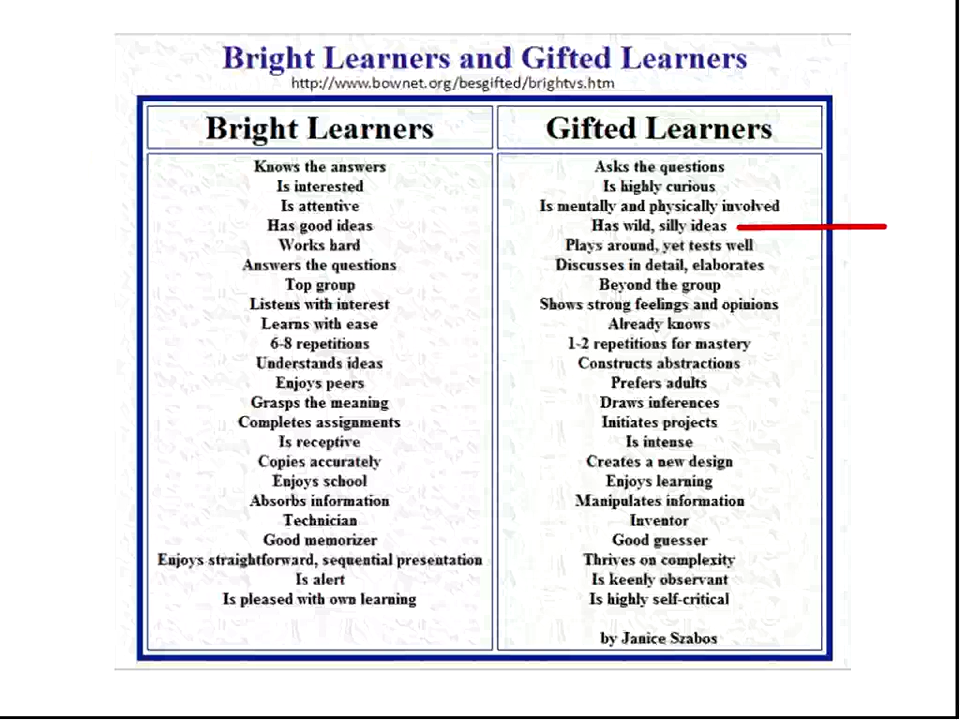 Bright Learners and Gifted Learners
http://www.bownet.org/besgifted/brightvs.htm
Bright Learners
Knows the answers
Is interested
Is attentive
Has good ideas
Works hard
Answers the questions
Top group
Listens with interest
Learns with ease
6-8 repetitions
Understands ideas
Enjoys peers
Grasps the meaning
Completes assignments
Is receptive
Copies accurately
Enjoys school
Absorbs information
Technician
Good memorizer
Enjoys straightforward, sequential presentation
Is alert
Is pleased with own learning
Gifted Learners
Asks the questions
Is highly curious
Is mentally and physically involved
Has wild, silly ideas
Plays around, yet tests well
Discusses in detail, elaborates
Beyond the group
Shows strong feelings and opinions
Already knows
1-2 repetitions for mastery
Constructs abstractions
Prefers adults
Draws inferences
Initiates projects
Is intense
Creates a new design
Enjoys learning
Manipulates information
Inventor
Good guesser
Thrives on complexity
Is keenly observant
Is highly self-critical
by Janice Szabos